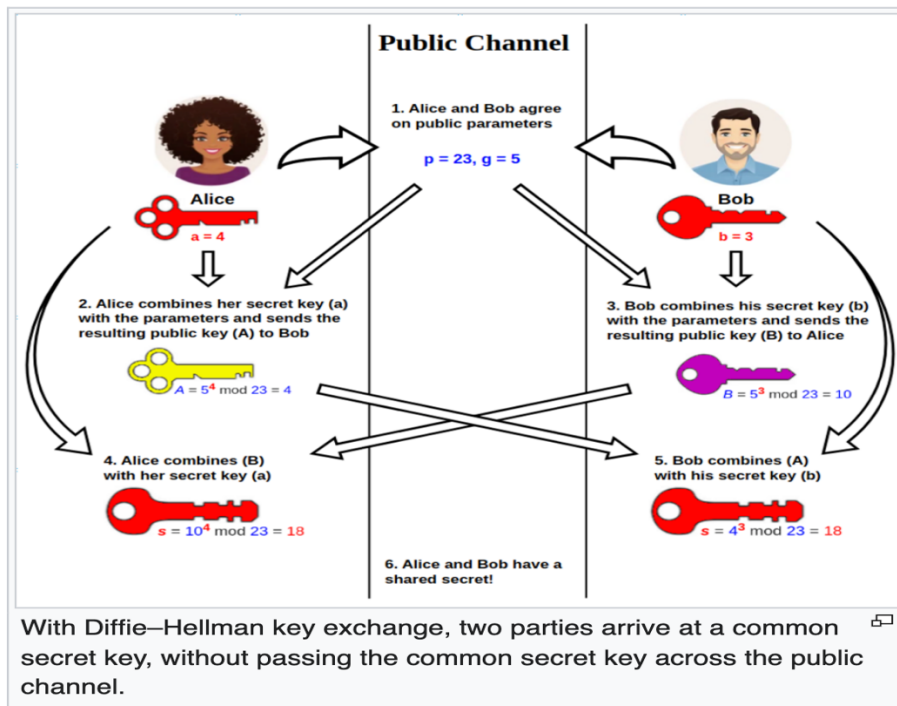 Public Channel
1. Alice and Bob agree
on public parameters
p = 23, g = 5
Alice
a = 4
Bob
b = 3
2. Alice combines her secret key (a)
with the parameters and sends the
resulting public key (A) to Bob
A = 5⁴ mod 23 = 4
3. Bob combines his secret key (b)
with the parameters and sends the
resulting public key (B) to Alice
B = 5³ mod 23 = 10
4. Alice combines (B)
with her secret key (a)
s = 10⁴ mod 23 = 18
5. Bob combines (A)
with his secret key (b)
s = 4³ mod 23 = 18
6. Alice and Bob have a
shared secret!
With Diffie–Hellman key exchange, two parties arrive at a common
secret key, without passing the common secret key across the public
channel.